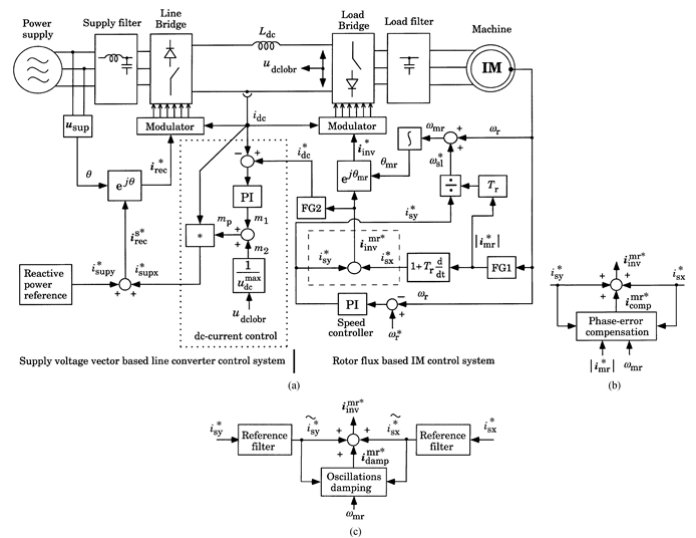 Power supply
Supply filter
Line Bridge
L_dc
Load Bridge
Load filter
Machine
IM
u_dclobr
u_sup
Modulator
i_dc
Modulator
θ
e^jθ
i*_rec
i*_inv
e^jθ_mr
θ_mr
∫
ω_mr
+
+
ω_r
ω*_sl
÷
T_r
i*_dc
−
+
PI
FG2
i*_sy
m_p
m_1
*
+
+
m_2
i^s*_rec
1
u^max_dc
u_dclobr
dc-current control
i^mr*_inv
i*_sy
i*_sx
1+T_r d/dt
FG1
|i*_mr|
Reactive power reference
i*_supy
i*_supx
+
+
PI
Speed controller
−
+
ω_r
ω*_r
Supply voltage vector based line converter control system
Rotor flux based IM control system
(a)
i^mr*_inv
i*_sy
i*_sx
+
+
+
i^mr*_comp
Phase-error compensation
|i*_mr|
ω_mr
(b)
i^mr*_inv
i*_sy
Reference filter
ĩ*_sy
+
+
+
ĩ*_sx
Reference filter
i*_sx
i^mr*_damp
Oscillations damping
ω_mr
(c)